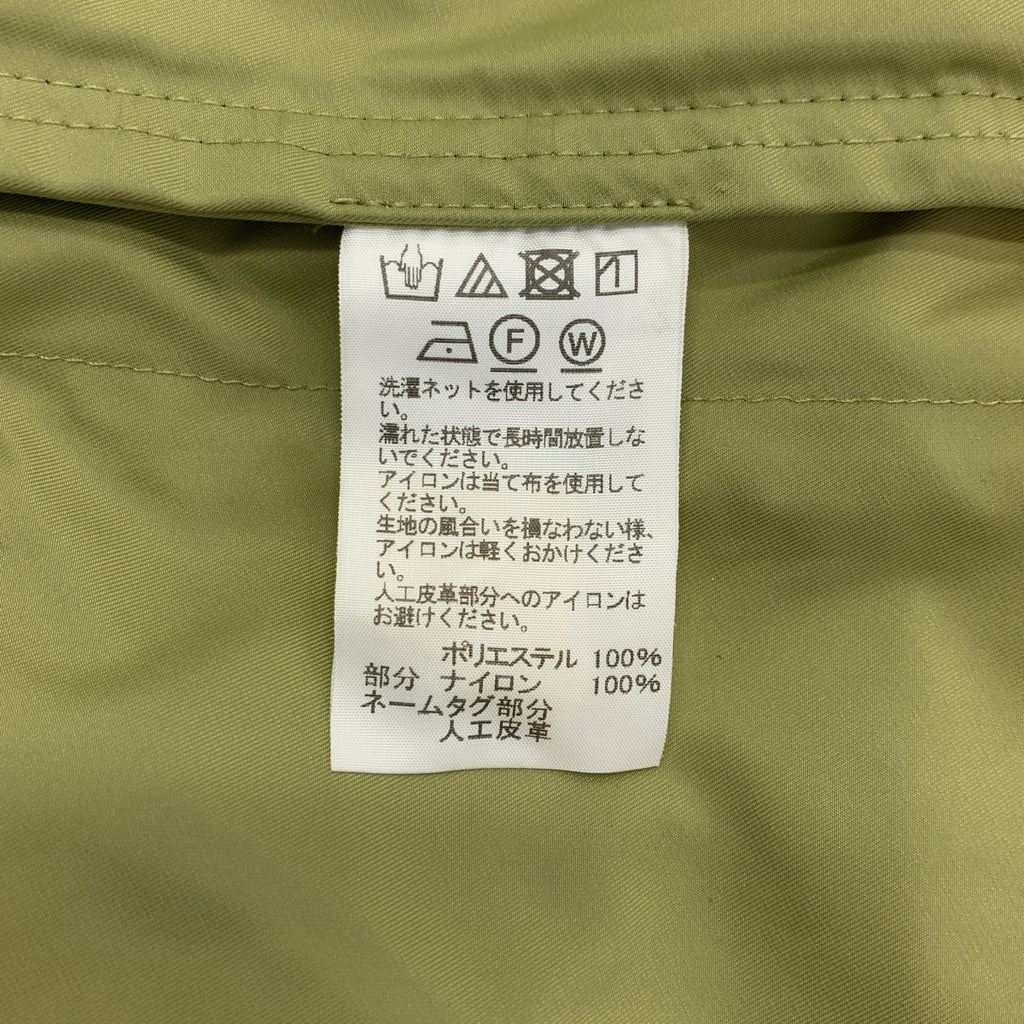 F W
洗濯ネットを使用してくださ
い。
濡れた状態で長時間放置しな
いでください。
アイロンは当て布を使用して
ください。
生地の風合いを損なわない様、
アイロンは軽くおかけくださ
い。
人工皮革部分へのアイロンは
お避けください。
ポリエステル 100%
部分 ナイロン 100%
ネームタグ部分
人工皮革